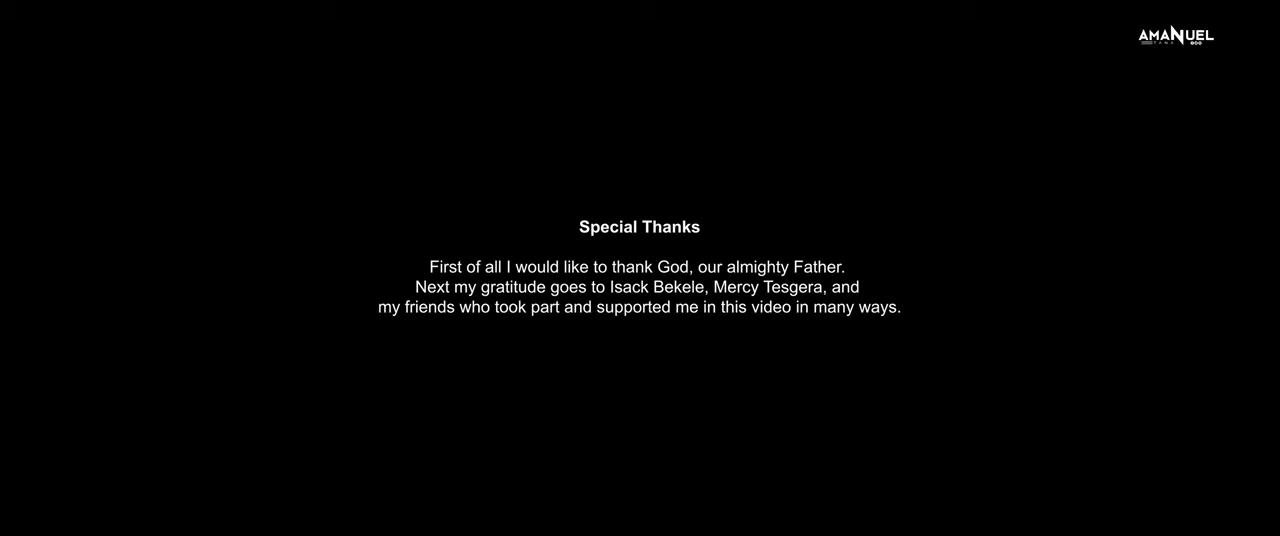 AMANUEL
Special Thanks
First of all I would like to thank God, our almighty Father.
Next my gratitude goes to Isack Bekele, Mercy Tesgera, and
my friends who took part and supported me in this video in many ways.